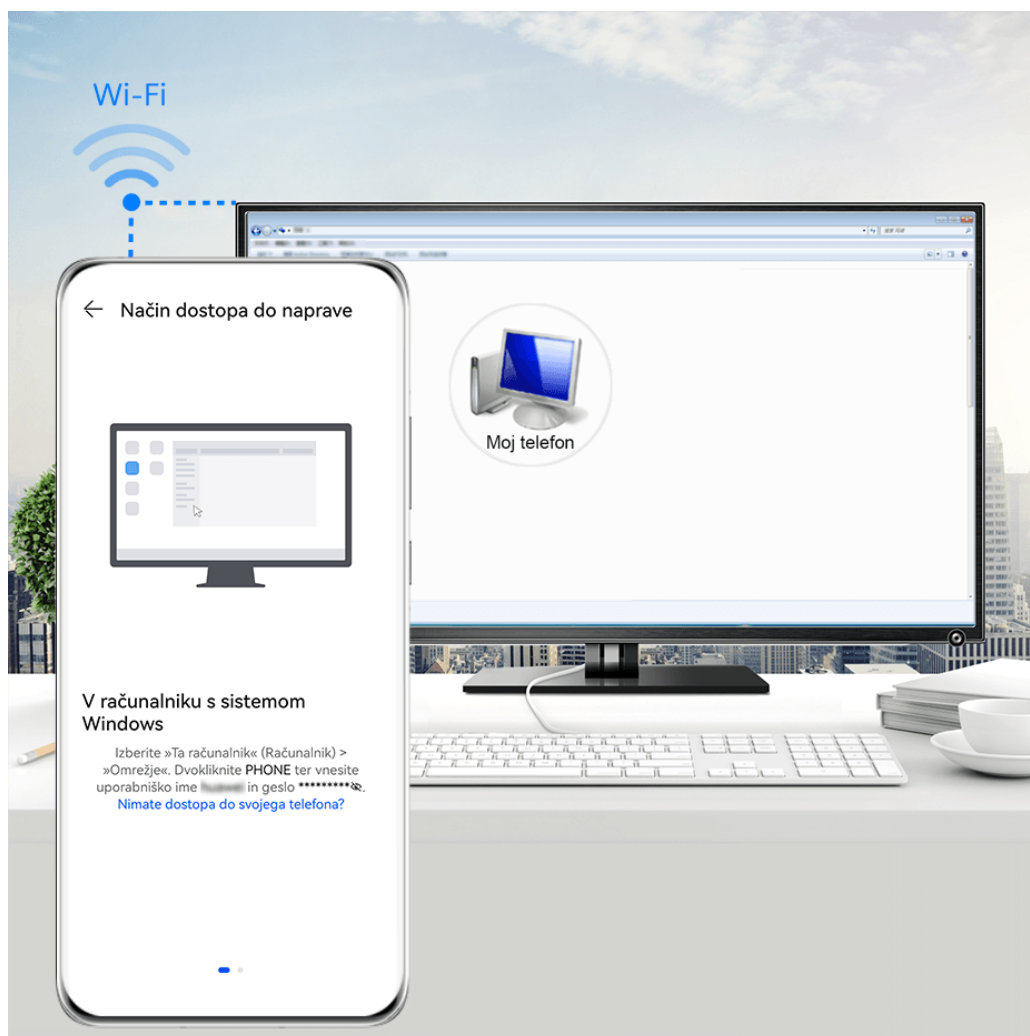 Wi-Fi
Način dostopa do naprave
Moj telefon
V računalniku s sistemom
Windows
Izberite »Ta računalnik« (Računalnik) >
»Omrežje«. Dvokliknite PHONE ter vnesite
uporabniško ime in geslo *********.
Nimate dostopa do svojega telefona?